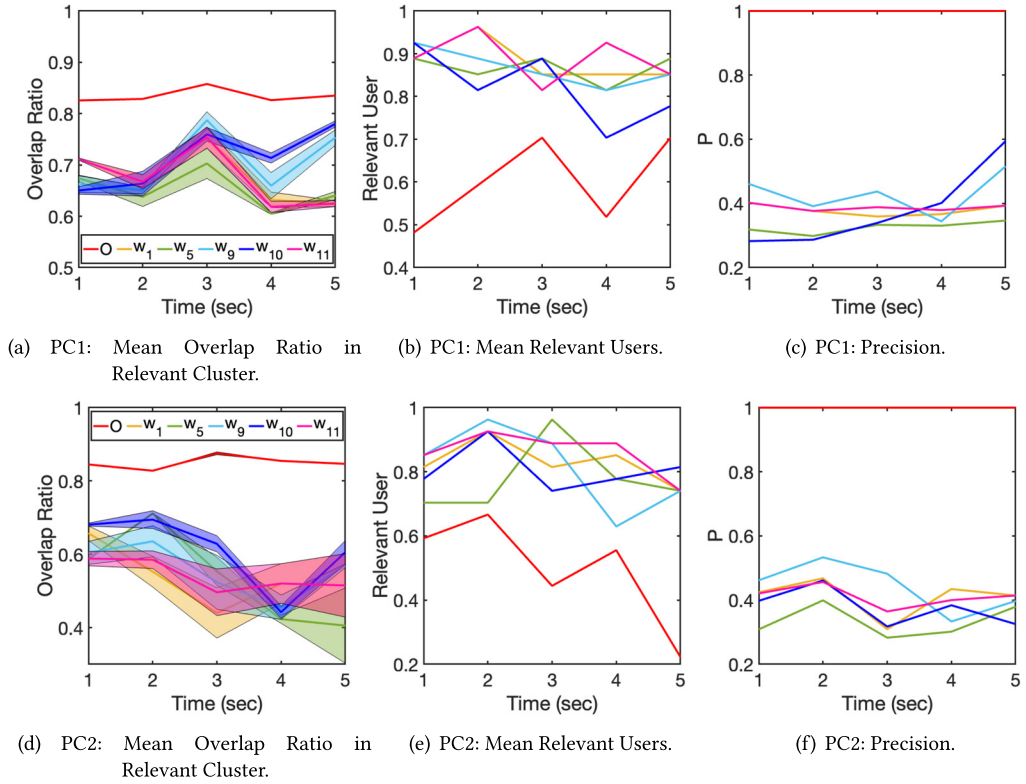 1
0.9
0.8
0.7
0.6
0.5
Overlap Ratio
O w1 w5 w9 w10 w11
1 2 3 4 5
Time (sec)
(a) PC1: Mean Overlap Ratio in
Relevant Cluster.
1
0.9
0.8
0.7
0.6
0.5
0.4
Relevant User
1 2 3 4 5
Time (sec)
(b) PC1: Mean Relevant Users.
1
0.8
0.6
0.4
0.2
P
1 2 3 4 5
Time (sec)
(c) PC1: Precision.
1
0.8
0.6
0.4
Overlap Ratio
O w1 w5 w9 w10 w11
1 2 3 4 5
Time (sec)
(d) PC2: Mean Overlap Ratio in
Relevant Cluster.
1
0.8
0.6
0.4
0.2
Relevant User
1 2 3 4 5
Time (sec)
(e) PC2: Mean Relevant Users.
1
0.8
0.6
0.4
0.2
P
1 2 3 4 5
Time (sec)
(f) PC2: Precision.